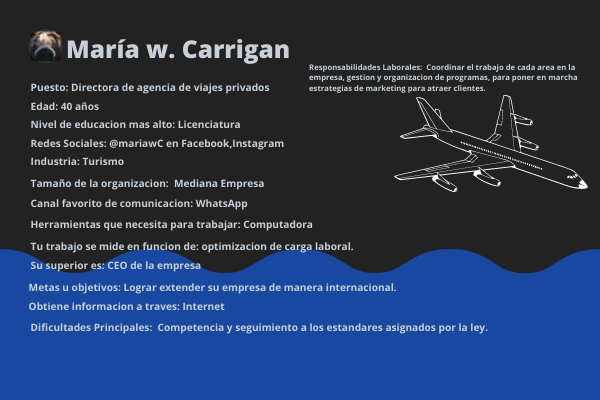 María w. Carrigan
Responsabilidades Laborales:  Coordinar el trabajo de cada area en la
empresa, gestion y organizacion de programas, para poner en marcha
estrategias de marketing para atraer clientes.
Puesto: Directora de agencia de viajes privados
Edad: 40 años
Nivel de educacion mas alto: Licenciatura
Redes Sociales: @mariawC en Facebook,Instagram
Industria: Turismo
Tamaño de la organizacion:  Mediana Empresa
Canal favorito de comunicacion: WhatsApp
Herramientas que necesita para trabajar: Computadora
Tu trabajo se mide en funcion de: optimizacion de carga laboral.
Su superior es: CEO de la empresa
Metas u objetivos: Lograr extender su empresa de manera internacional.
Obtiene informacion a traves: Internet
Dificultades Principales:  Competencia y seguimiento a los estandares asignados por la ley.